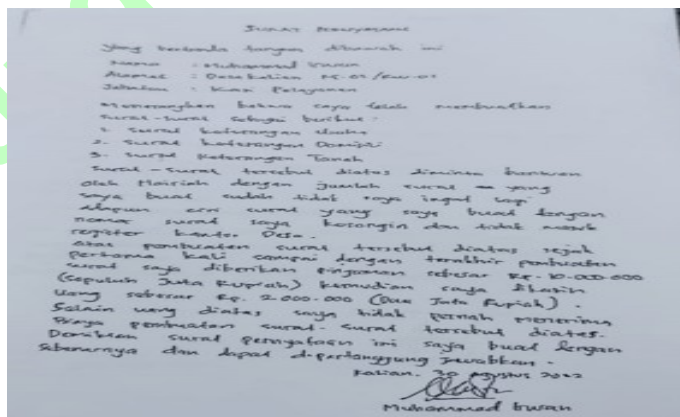 SURAT PERNYATAAN
Yang bertanda tangan dibawah ini
Nama : Muhammad Irwan
Alamat : Desa Kalian RT.02/RW.01
Jabatan : Kasi Pelayanan
Menerangkan bahwa saya telah membuatkan
surat-surat sebagai berikut:
1. Surat keterangan Usaha
2. Surat keterangan Domisili
3. Surat Keterangan Tanah
Surat-surat tersebut diatas diminta buatkan
oleh Mairiah dengan jumlah surat yang
saya buat sudah tidak saya ingat lagi
Adapun arsi surat yang saya buat dengan
nomor surat saya karangin dan tidak masuk
register kantor Desa.
Atas pembuatan surat tersebut diatas sejak
pertama kali sampai dengan terakhir pembuatan
surat saya diberikan pinjaman sebesar Rp. 10.000.000
(Sepuluh Juta Rupiah) kemudian saya dikasih
uang sebesar Rp. 2.000.000 (Dua Juta Rupiah).
Selain uang diatas saya tidak pernah menerima
Biaya pembuatan surat-surat tersebut diatas.
Demikian surat pernyataan ini saya buat dengan
sebenarnya dan dapat dipertanggung jawabkan.
Kalian, 30 Agustus 2022
Muhammad Irwan